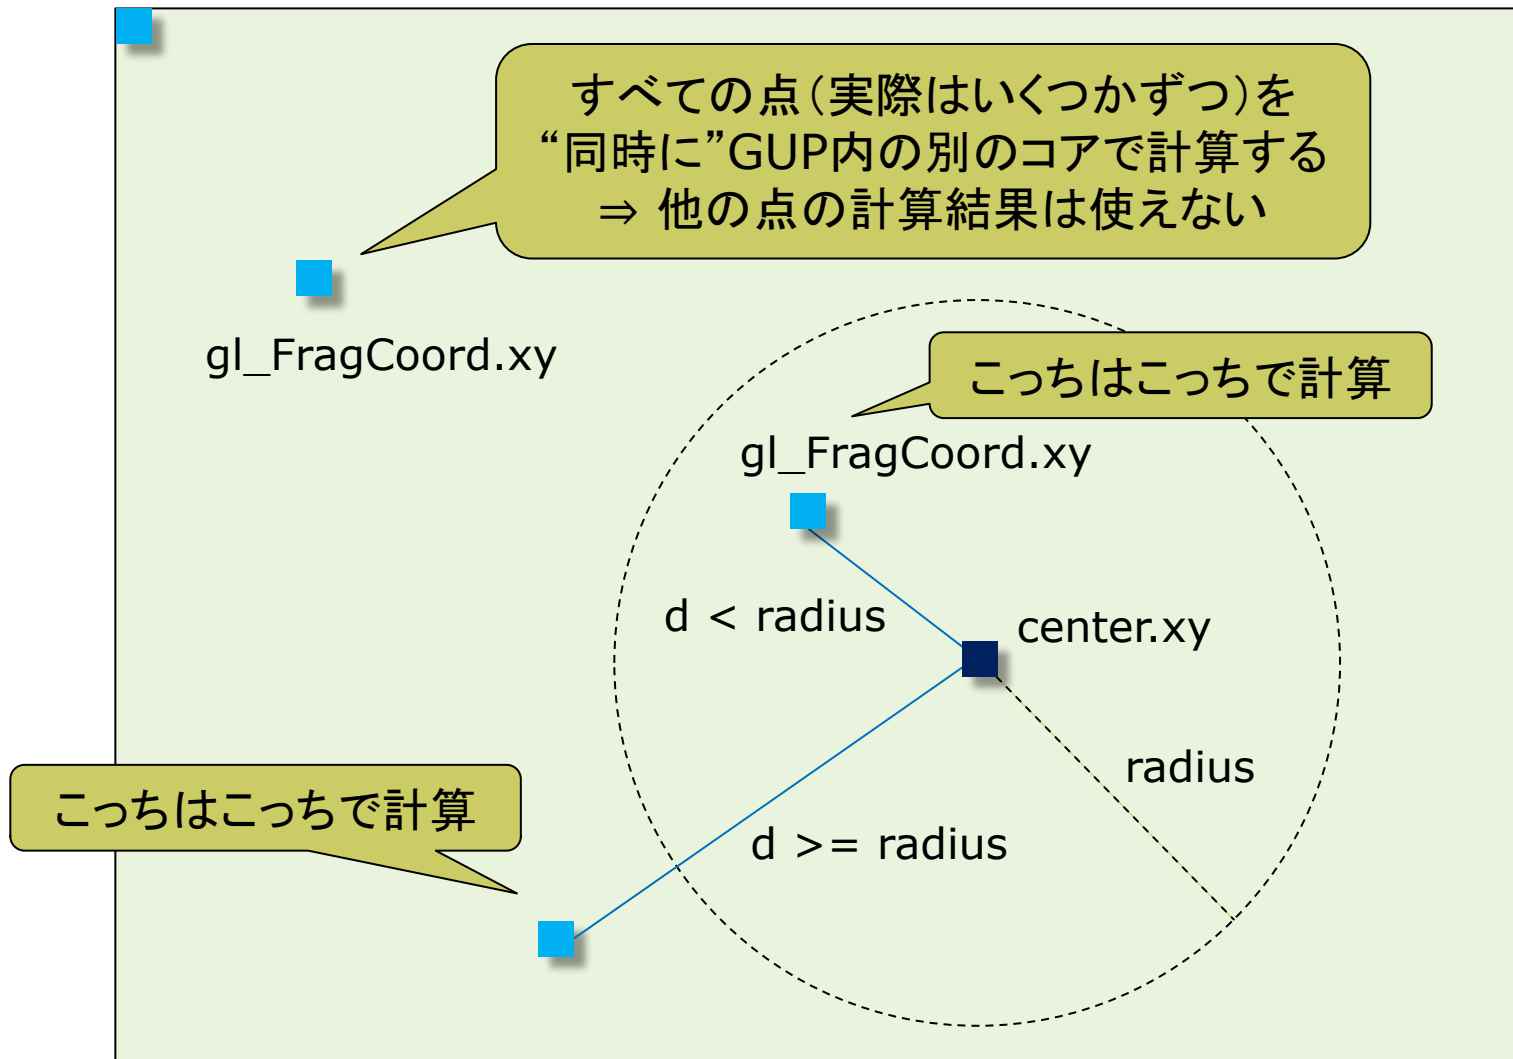 すべての点（実際はいくつかずつ）を
“同時に”GUP内の別のコアで計算する
⇒ 他の点の計算結果は使えない
gl_FragCoord.xy
こっちはこっちで計算
gl_FragCoord.xy
d < radius
center.xy
radius
こっちはこっちで計算
d >= radius